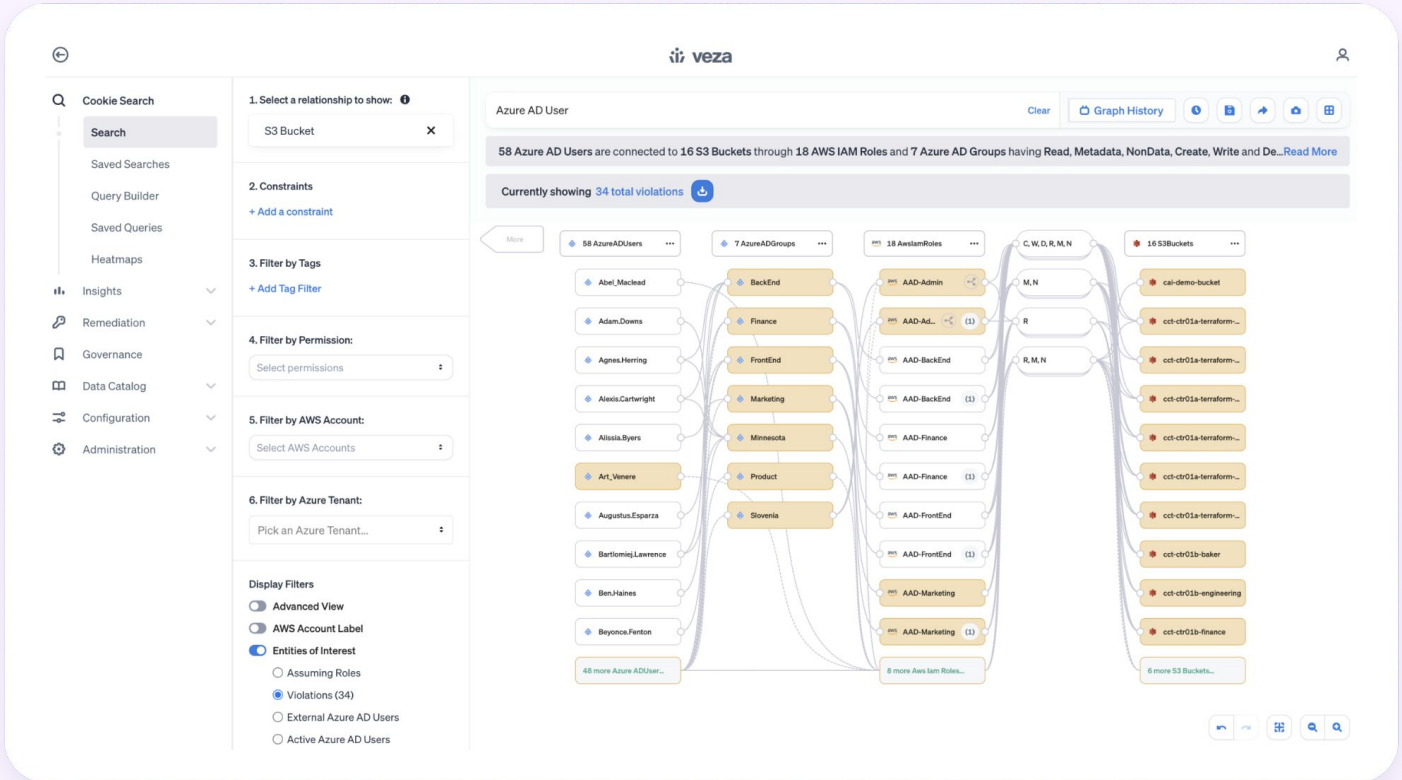 veza
Cookie Search
Search
Saved Searches
Query Builder
Saved Queries
Heatmaps
Insights
Remediation
Governance
Data Catalog
Configuration
Administration
1. Select a relationship to show:
S3 Bucket
2. Constraints
+ Add a constraint
3. Filter by Tags
+ Add Tag Filter
4. Filter by Permission:
Select permissions
5. Filter by AWS Account:
Select AWS Accounts
6. Filter by Azure Tenant:
Pick an Azure Tenant...
Display Filters
Advanced View
AWS Account Label
Entities of Interest
Assuming Roles
Violations (34)
External Azure AD Users
Active Azure AD Users
Azure AD User
Clear
Graph History
58 Azure AD Users are connected to 16 S3 Buckets through 18 AWS IAM Roles and 7 Azure AD Groups having Read, Metadata, NonData, Create, Write and De...Read More
Currently showing 34 total violations
More
58 AzureADUsers ...
Abel_Maclead
Adam.Downs
Agnes.Herring
Alexis.Cartwright
Alissia.Byers
Art_Venere
Augustus.Esparza
Bartlomiej.Lawrence
Ben.Haines
Beyonce.Fenton
48 more Azure ADUser...
7 AzureADGroups ...
BackEnd
Finance
FrontEnd
Marketing
Minnesota
Product
Slovenia
aws 18 AwsIamRoles ...
aws AAD-Admin
aws AAD-Ad... (1)
aws AAD-BackEnd
aws AAD-BackEnd (1)
aws AAD-Finance
aws AAD-Finance (1)
aws AAD-FrontEnd
aws AAD-FrontEnd (1)
aws AAD-Marketing
aws AAD-Marketing (1)
8 more Aws Iam Roles...
C, W, D, R, M, N
M, N
R
R, M, N
16 S3Buckets ...
cai-demo-bucket
cct-ctr01a-terraform-...
cct-ctr01a-terraform-...
cct-ctr01a-terraform-...
cct-ctr01a-terraform-...
cct-ctr01a-terraform-...
cct-ctr01a-terraform-...
cct-ctr01b-baker
cct-ctr01b-engineering
cct-ctr01b-finance
6 more S3 Buckets...